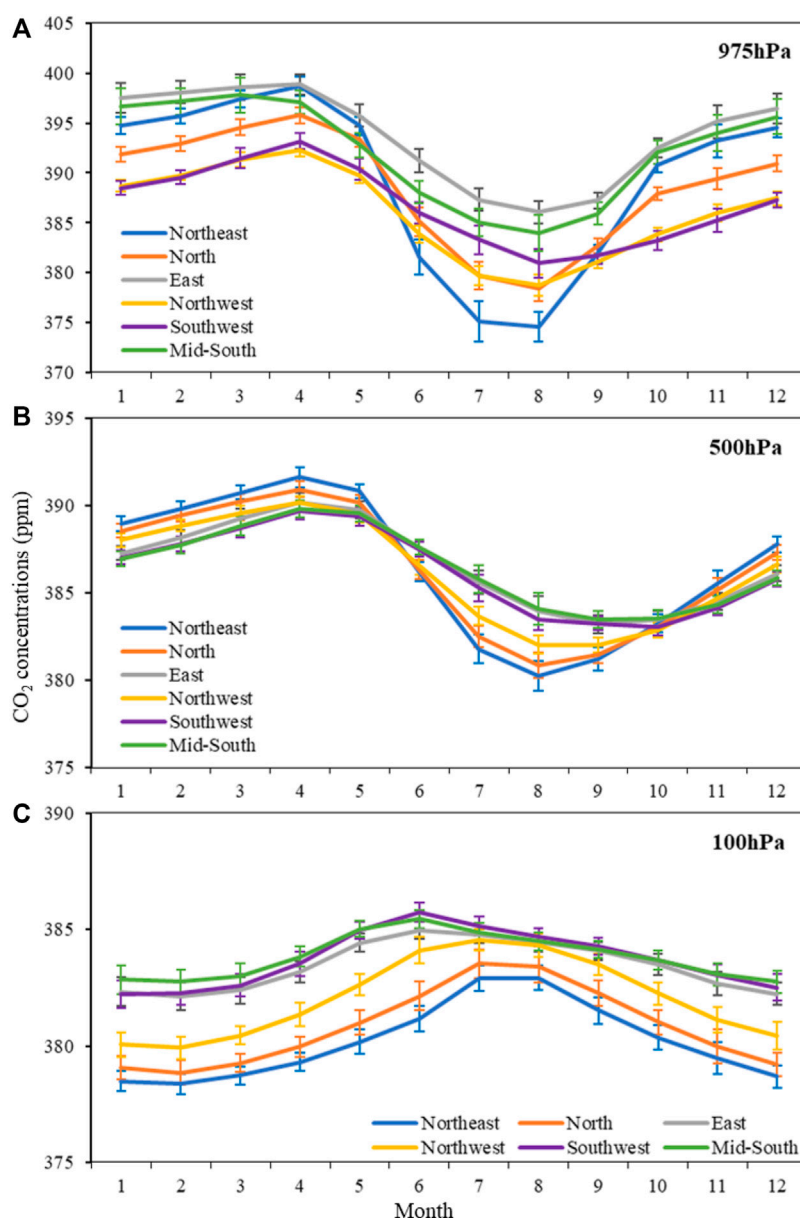 A
975hPa
405
400
395
390
385
380
375
370
Northeast
North
East
Northwest
Southwest
Mid-South
1 2 3 4 5 6 7 8 9 10 11 12
B
500hPa
395
390
385
380
375
CO₂ concentrations (ppm)
Northeast
North
East
Northwest
Southwest
Mid-South
1 2 3 4 5 6 7 8 9 10 11 12
C
100hPa
390
385
380
375
Northeast North East
Northwest Southwest Mid-South
1 2 3 4 5 6 7 8 9 10 11 12
Month